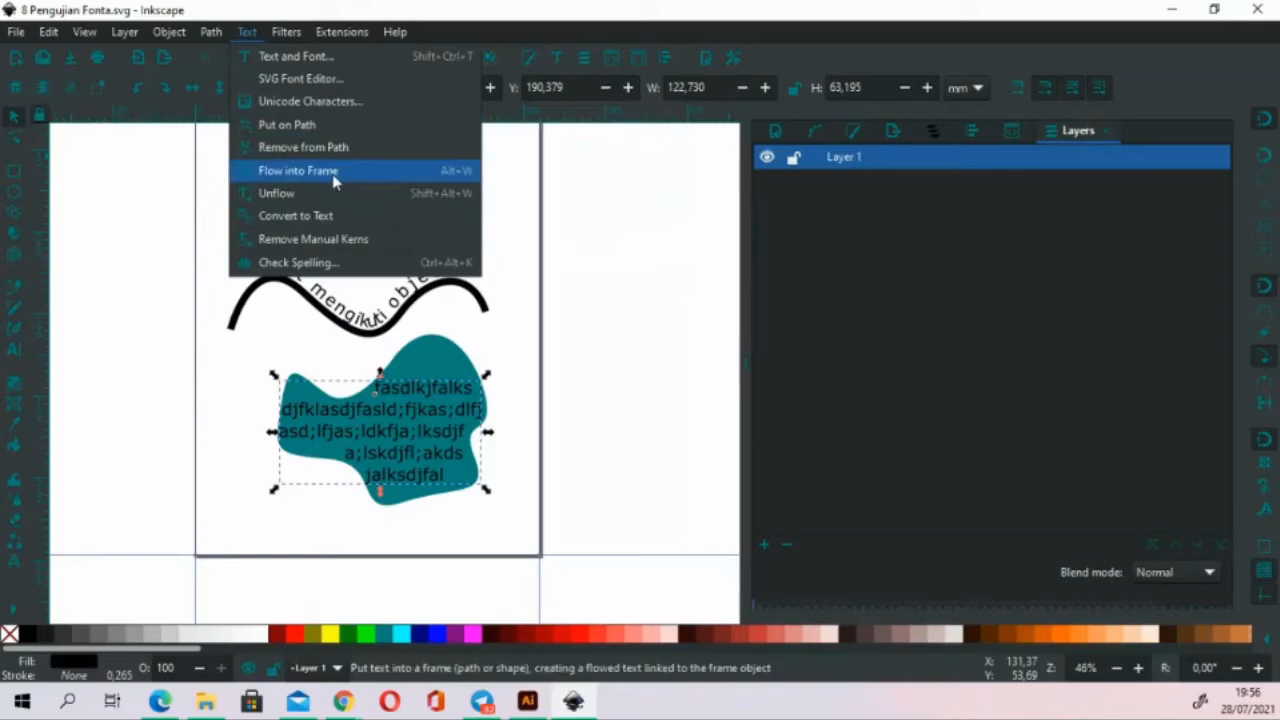 8 Pengujian Fonta.svg - Inkscape
File Edit View Layer Object Path Text Filters Extensions Help
Text and Font... Shift+Ctrl+T
SVG Font Editor...
Unicode Characters...
Put on Path
Remove from Path
Flow into Frame Alt+W
Unflow Shift+Alt+W
Convert to Text
Remove Manual Kerns
Check Spelling... Ctrl+Alt+K
Y: 190,379 W: 122,730 H: 63,195 mm
Layers
Layer 1
mengikuti obje
fasdlkjfalks
djfklasdjfasld;fjkas;dlfj
asd;lfjas;ldkfja;lksdjf
a;lskdjfl;akds
jalksdjfal
Blend mode: Normal
Fill:
Stroke: None 0,265 O: 100 Layer 1 Put text into a frame (path or shape), creating a flowed text linked to the frame object X: 131,37 Y: 53,69 Z: 46% R: 0,00°
Ai
19:56
28/07/2021